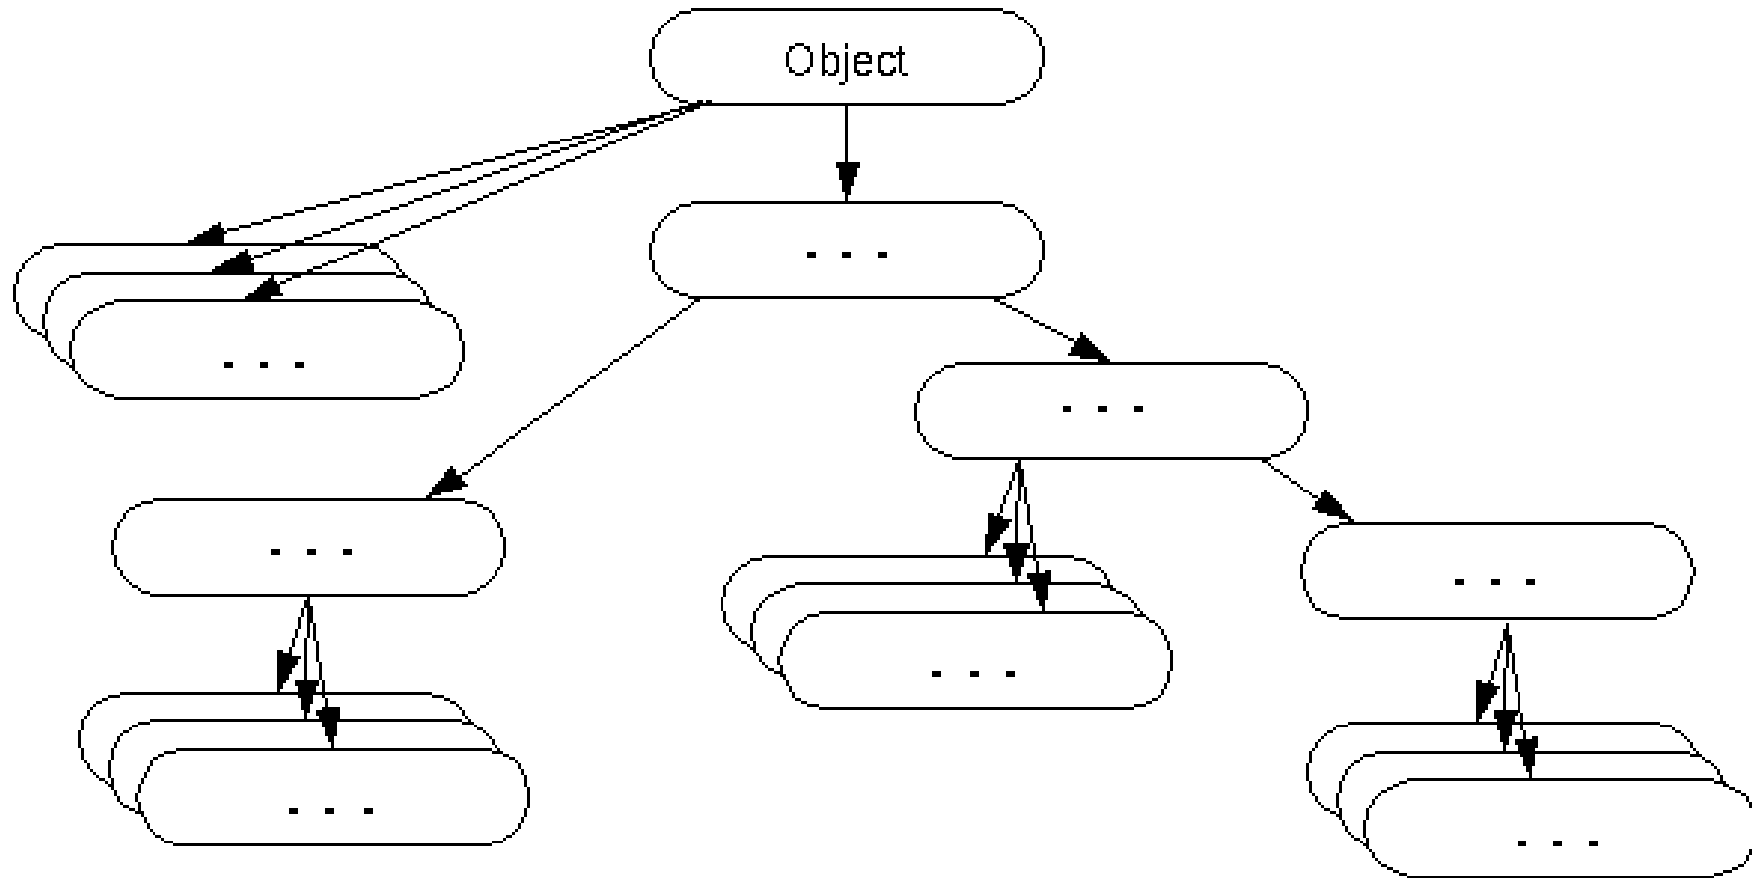 Object
. . .
. . .
. . .
. . .
. . .
. . .
. . .
. . .